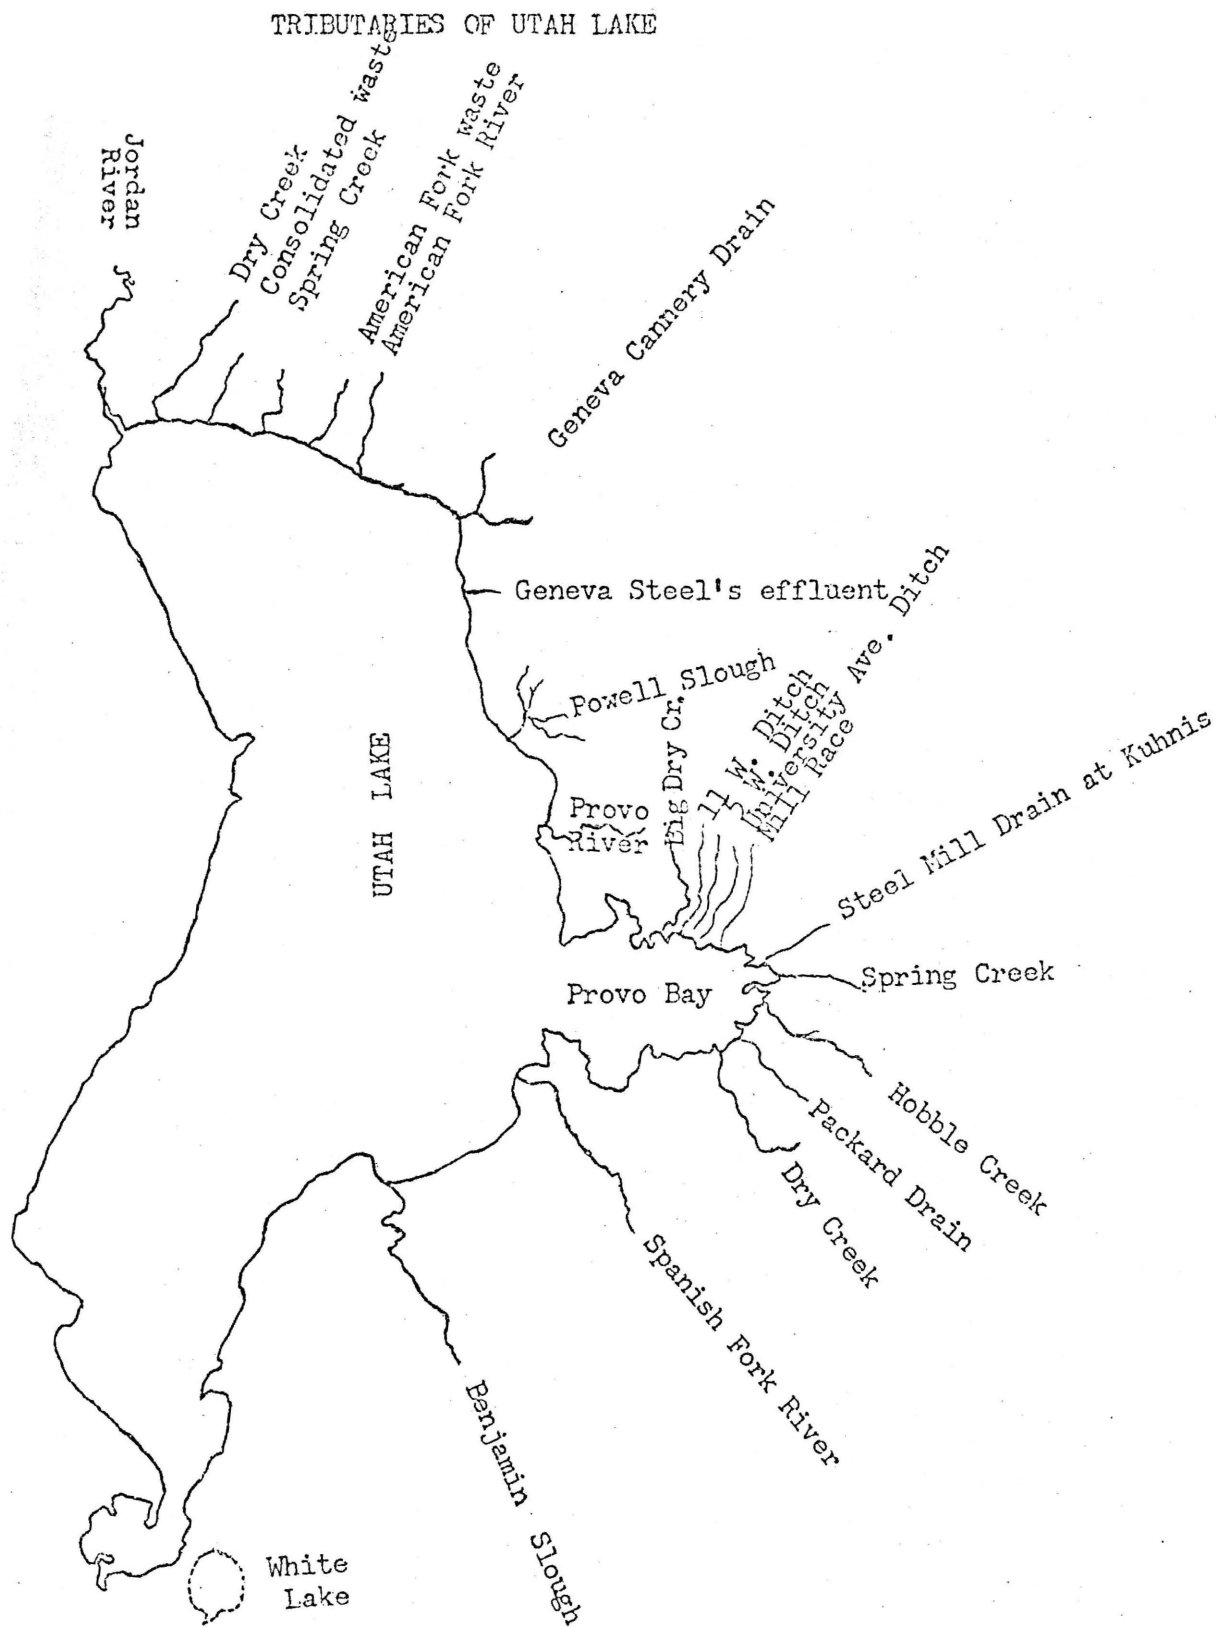 TRIBUTARIES OF UTAH LAKE
Jordan
River
Dry Creek
Consolidated waste
Spring Creek
American Fork waste
American Fork River
Geneva Cannery Drain
Geneva Steel's effluent
Powell Slough
Provo
River
Big Dry Cr.
11 W. Ditch
5 W. Ditch
University Ave. Ditch
Mill Race
Steel Mill Drain at Kuhnis
Spring Creek
UTAH LAKE
Provo Bay
Hobble Creek
Packard Drain
Dry Creek
Spanish Fork River
Benjamin Slough
White
Lake